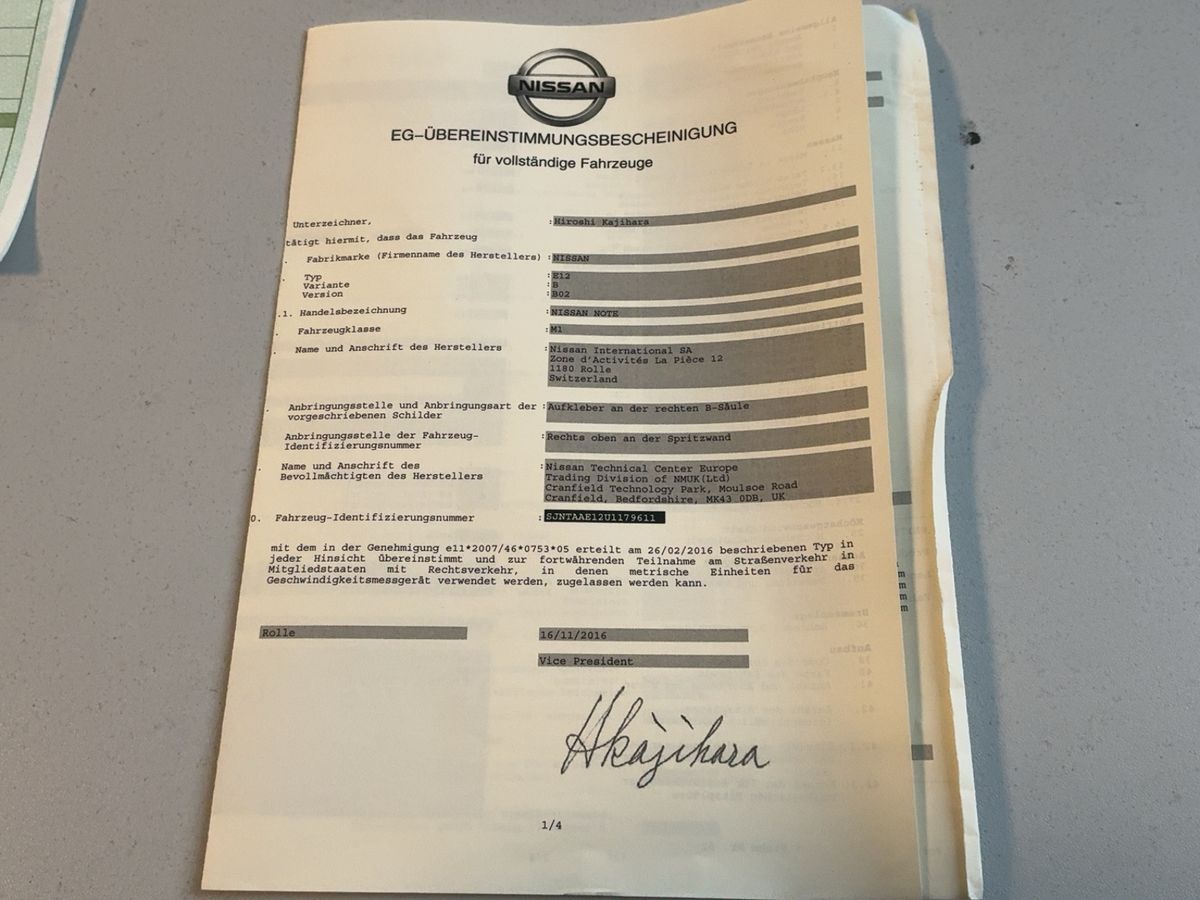 NISSAN
EG-ÜBEREINSTIMMUNGSBESCHEINIGUNG
für vollständige Fahrzeuge
Unterzeichner, :Hiroshi Kajihara
tätigt hiermit, dass das Fahrzeug
. Fabrikmarke (Firmenname des Herstellers) :NISSAN
. Typ :E12
Variante :B
Version :B02
.1. Handelsbezeichnung :NISSAN NOTE
. Fahrzeugklasse :M1
. Name und Anschrift des Herstellers :Nissan International SA
Zone d'Activités La Pièce 12
1180 Rolle
Switzerland
. Anbringungsstelle und Anbringungsart der :Aufkleber an der rechten B-Säule
vorgeschriebenen Schilder
Anbringungsstelle der Fahrzeug- :Rechts oben an der Spritzwand
Identifizierungsnummer
. Name und Anschrift des :Nissan Technical Center Europe
Bevollmächtigten des Herstellers Trading Division of NMUK(Ltd)
Cranfield Technology Park, Moulsoe Road
Cranfield, Bedfordshire, MK43 0DB, UK
0. Fahrzeug-Identifizierungsnummer :SJNTAAE12U1179611
mit dem in der Genehmigung e11*2007/46*0753*05 erteilt am 26/02/2016 beschriebenen Typ in
jeder Hinsicht übereinstimmt und zur fortwährenden Teilnahme am Straßenverkehr in
Mitgliedstaaten mit Rechtsverkehr, in denen metrische Einheiten für das
Geschwindigkeitsmessgerät verwendet werden, zugelassen werden kann.
Rolle 16/11/2016
Vice President
HKajihara
1/4